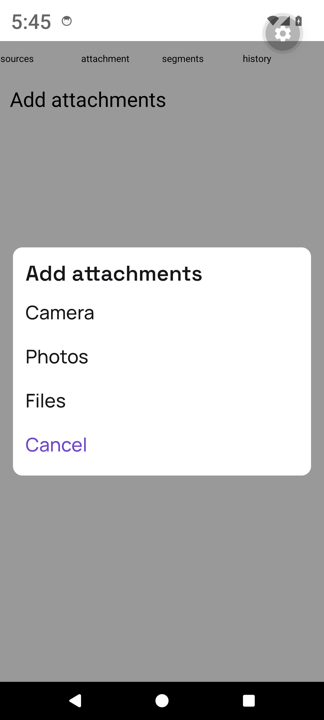 5:45
sources attachment segments history
Add attachments
Add attachments
Camera
Photos
Files
Cancel